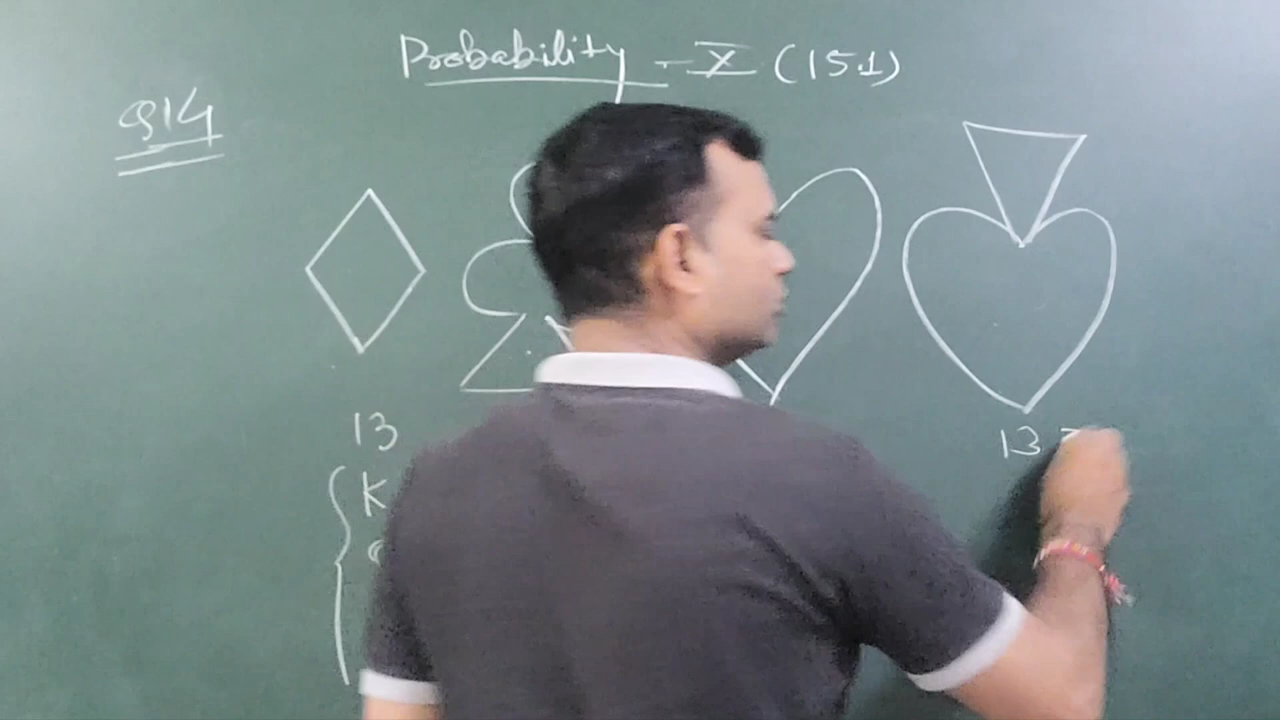 Probability - X (15.1)
Q14
13
13 =
K